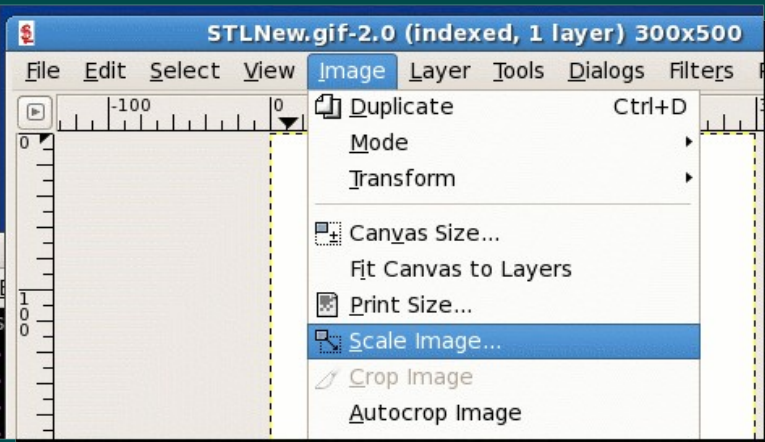 STLNew.gif-2.0 (indexed, 1 layer) 300x500
File Edit Select View Image Layer Tools Dialogs Filters
-100 0
Duplicate Ctrl+D
Mode
Transform
Canvas Size...
Fit Canvas to Layers
Print Size...
Scale Image...
Crop Image
Autocrop Image
0
100